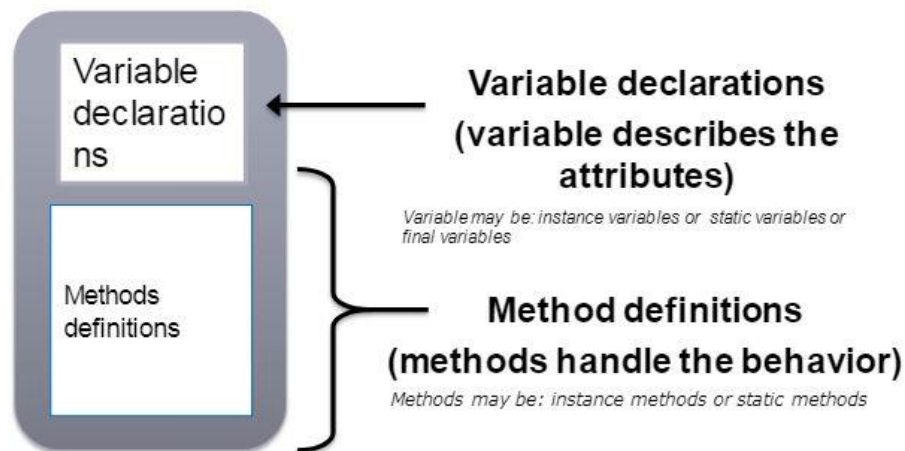 Variable
declaratio
ns
Variable declarations
(variable describes the
attributes)
Variable may be: instance variables or static variables or
final variables
Methods
definitions
Method definitions
(methods handle the behavior)
Methods may be: instance methods or static methods